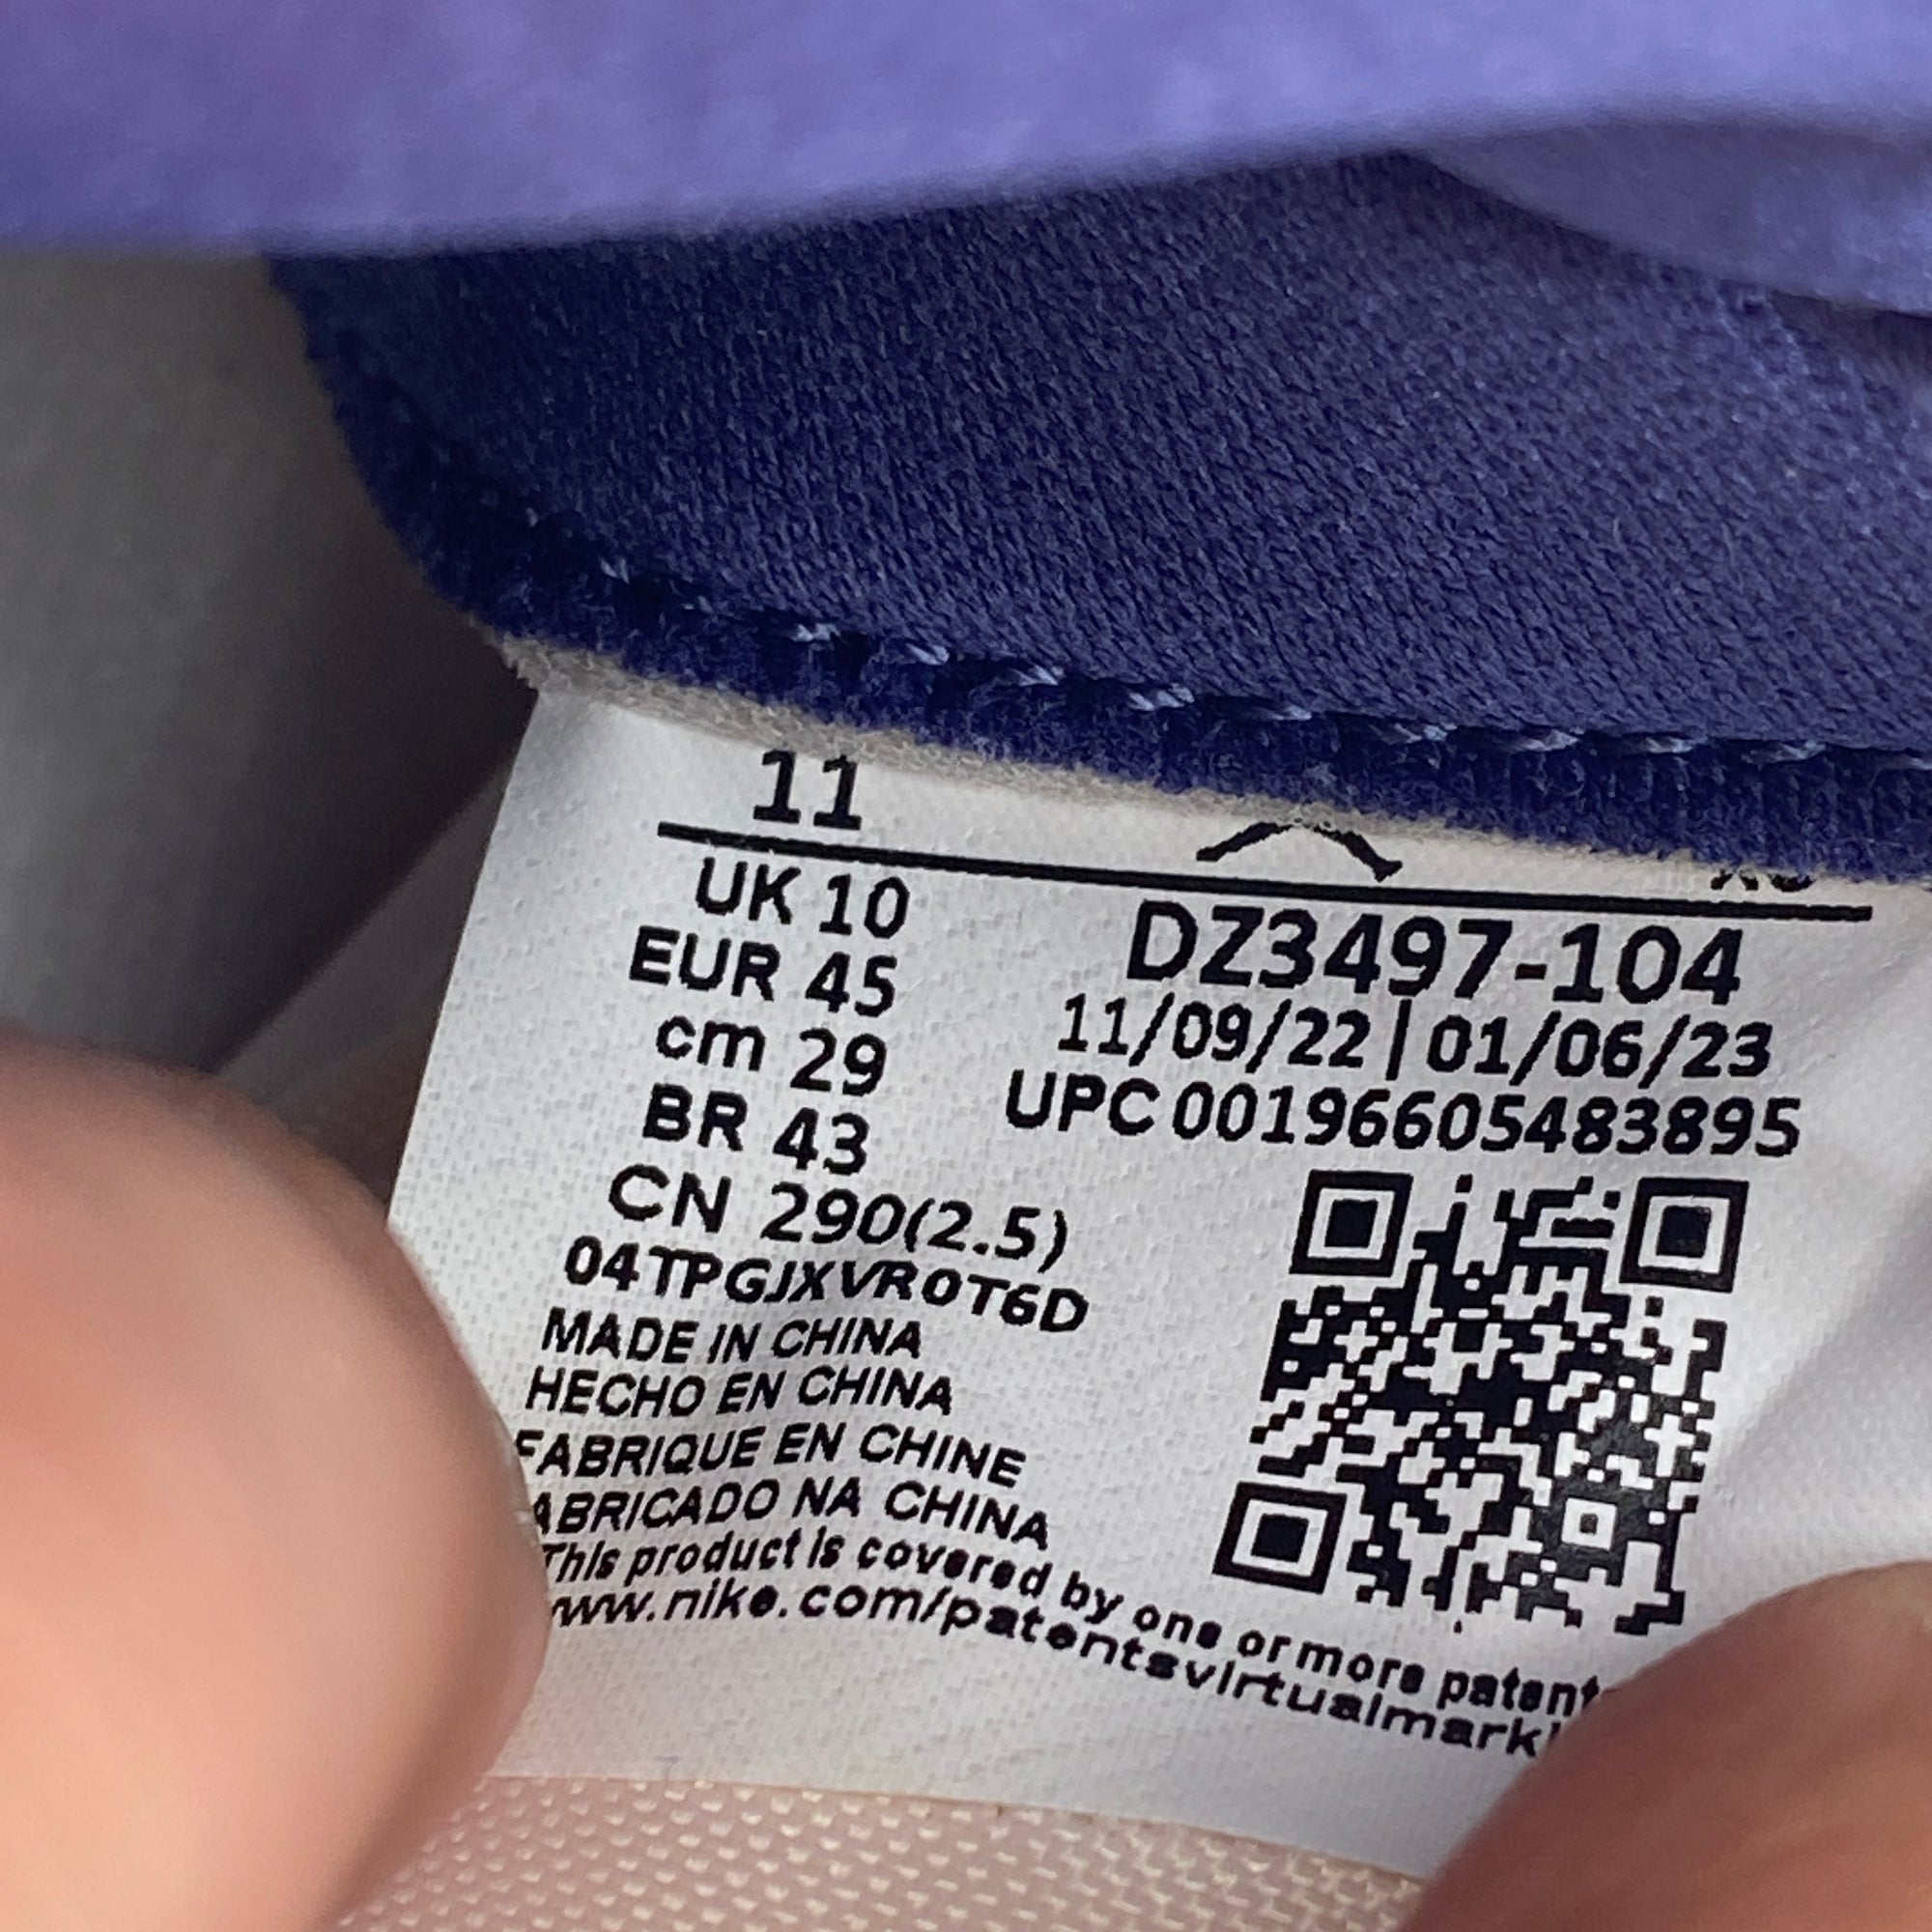 11
UK 10
EUR 45
cm 29
BR 43
CN 290(2.5)
04TPGJXVR0T6D
MADE IN CHINA
HECHO EN CHINA
FABRIQUE EN CHINE
ABRICADO NA CHINA
This product is covered by one or more patent
www.nike.com/patentsvirtualmark
DZ3497-104
11/09/22|01/06/23
UPC 00196605483895